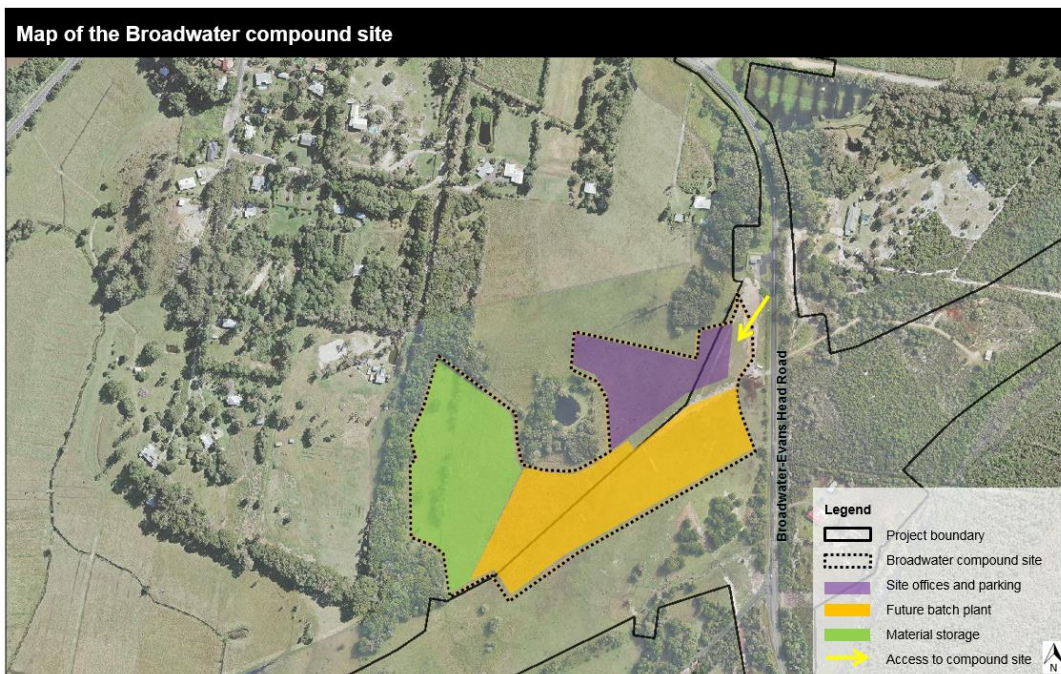 Map of the Broadwater compound site
Broadwater-Evans Head Road
Legend
Project boundary
Broadwater compound site
Site offices and parking
Future batch plant
Material storage
Access to compound site
N